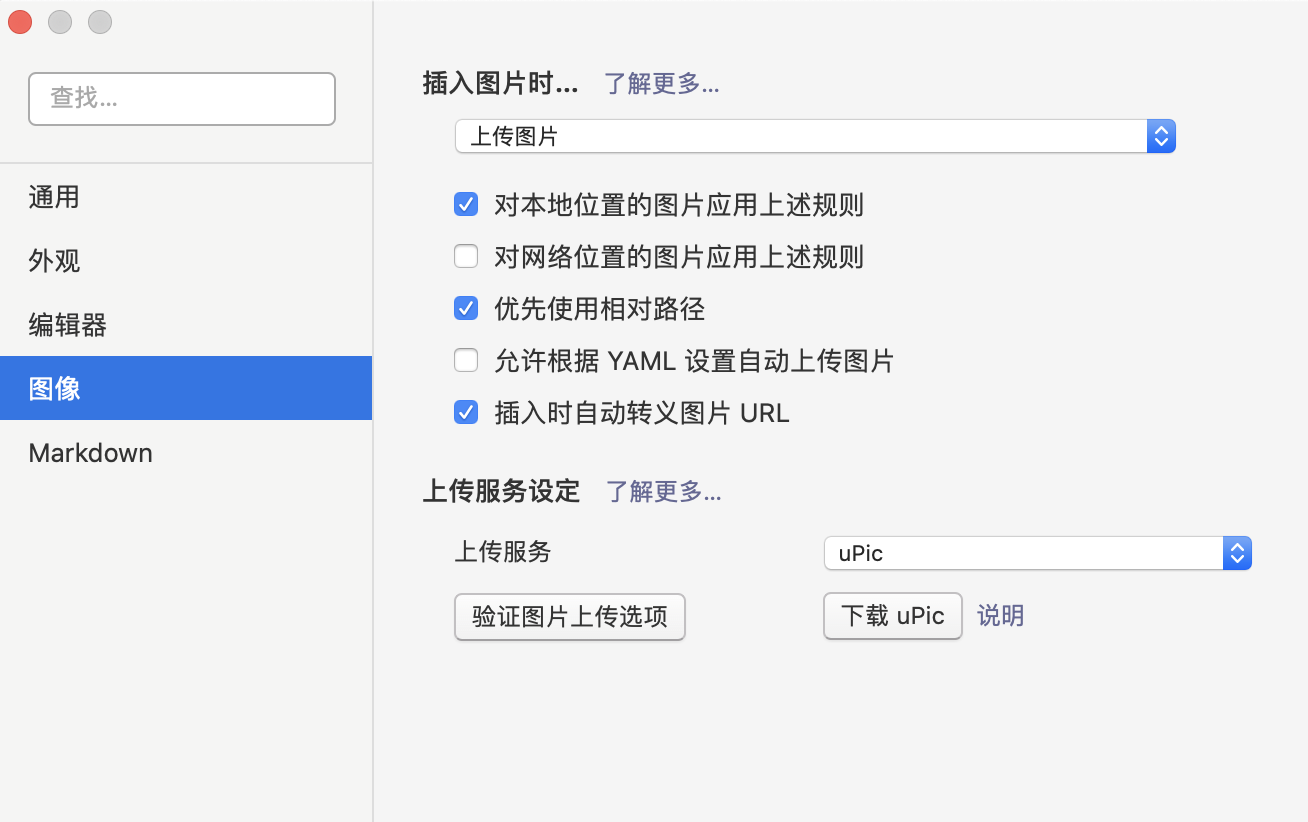 查找...
通用
外观
编辑器
图像
Markdown
插入图片时... 了解更多...
上传图片
对本地位置的图片应用上述规则
对网络位置的图片应用上述规则
优先使用相对路径
允许根据 YAML 设置自动上传图片
插入时自动转义图片 URL
上传服务设定 了解更多...
上传服务 uPic
验证图片上传选项 下载 uPic 说明